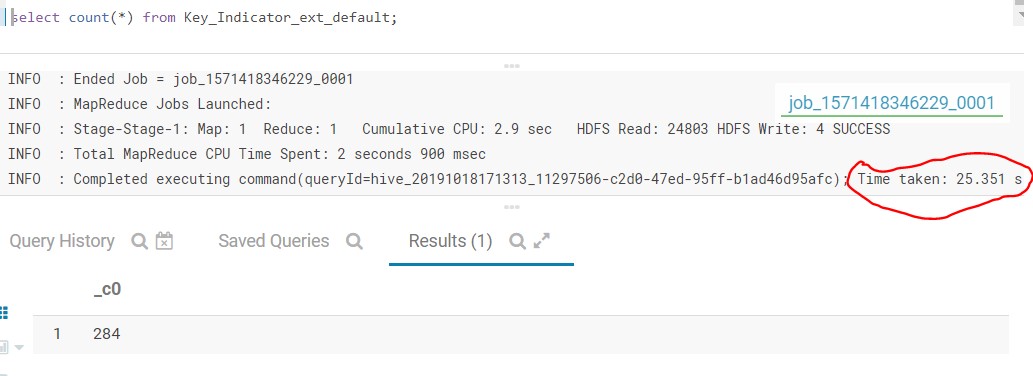 select count(*) from Key_Indicator_ext_default;
INFO : Ended Job = job_1571418346229_0001
INFO : MapReduce Jobs Launched:
job_1571418346229_0001
INFO : Stage-Stage-1: Map: 1 Reduce: 1 Cumulative CPU: 2.9 sec HDFS Read: 24803 HDFS Write: 4 SUCCESS
INFO : Total MapReduce CPU Time Spent: 2 seconds 900 msec
INFO : Completed executing command(queryId=hive_20191018171313_11297506-c2d0-47ed-95ff-b1ad46d95afc); Time taken: 25.351 s
Query History Saved Queries Results (1)
_c0
1 284